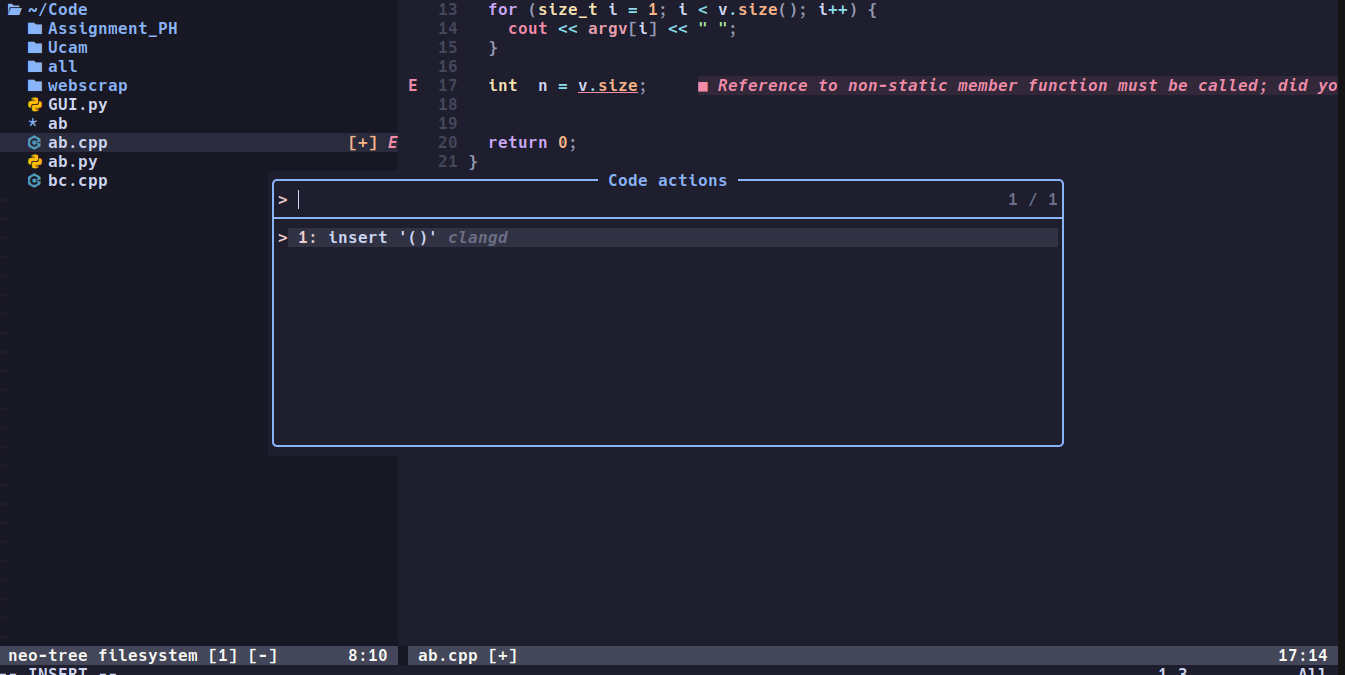 ~/Code
Assignment_PH
Ucam
all
webscrap
GUI.py
* ab
ab.cpp [+] E
ab.py
bc.cpp
13 for (size_t i = 1; i < v.size(); i++) {
14 cout << argv[i] << " ";
15 }
16
E 17 int  n = v.size; ■ Reference to non-static member function must be called; did yo
18
19
20 return 0;
21 }
Code actions
> 1 / 1
> 1: insert '()' clangd
neo-tree filesystem [1] [-] 8:10
ab.cpp [+] 17:14
-- INSERT -- 1,3 All